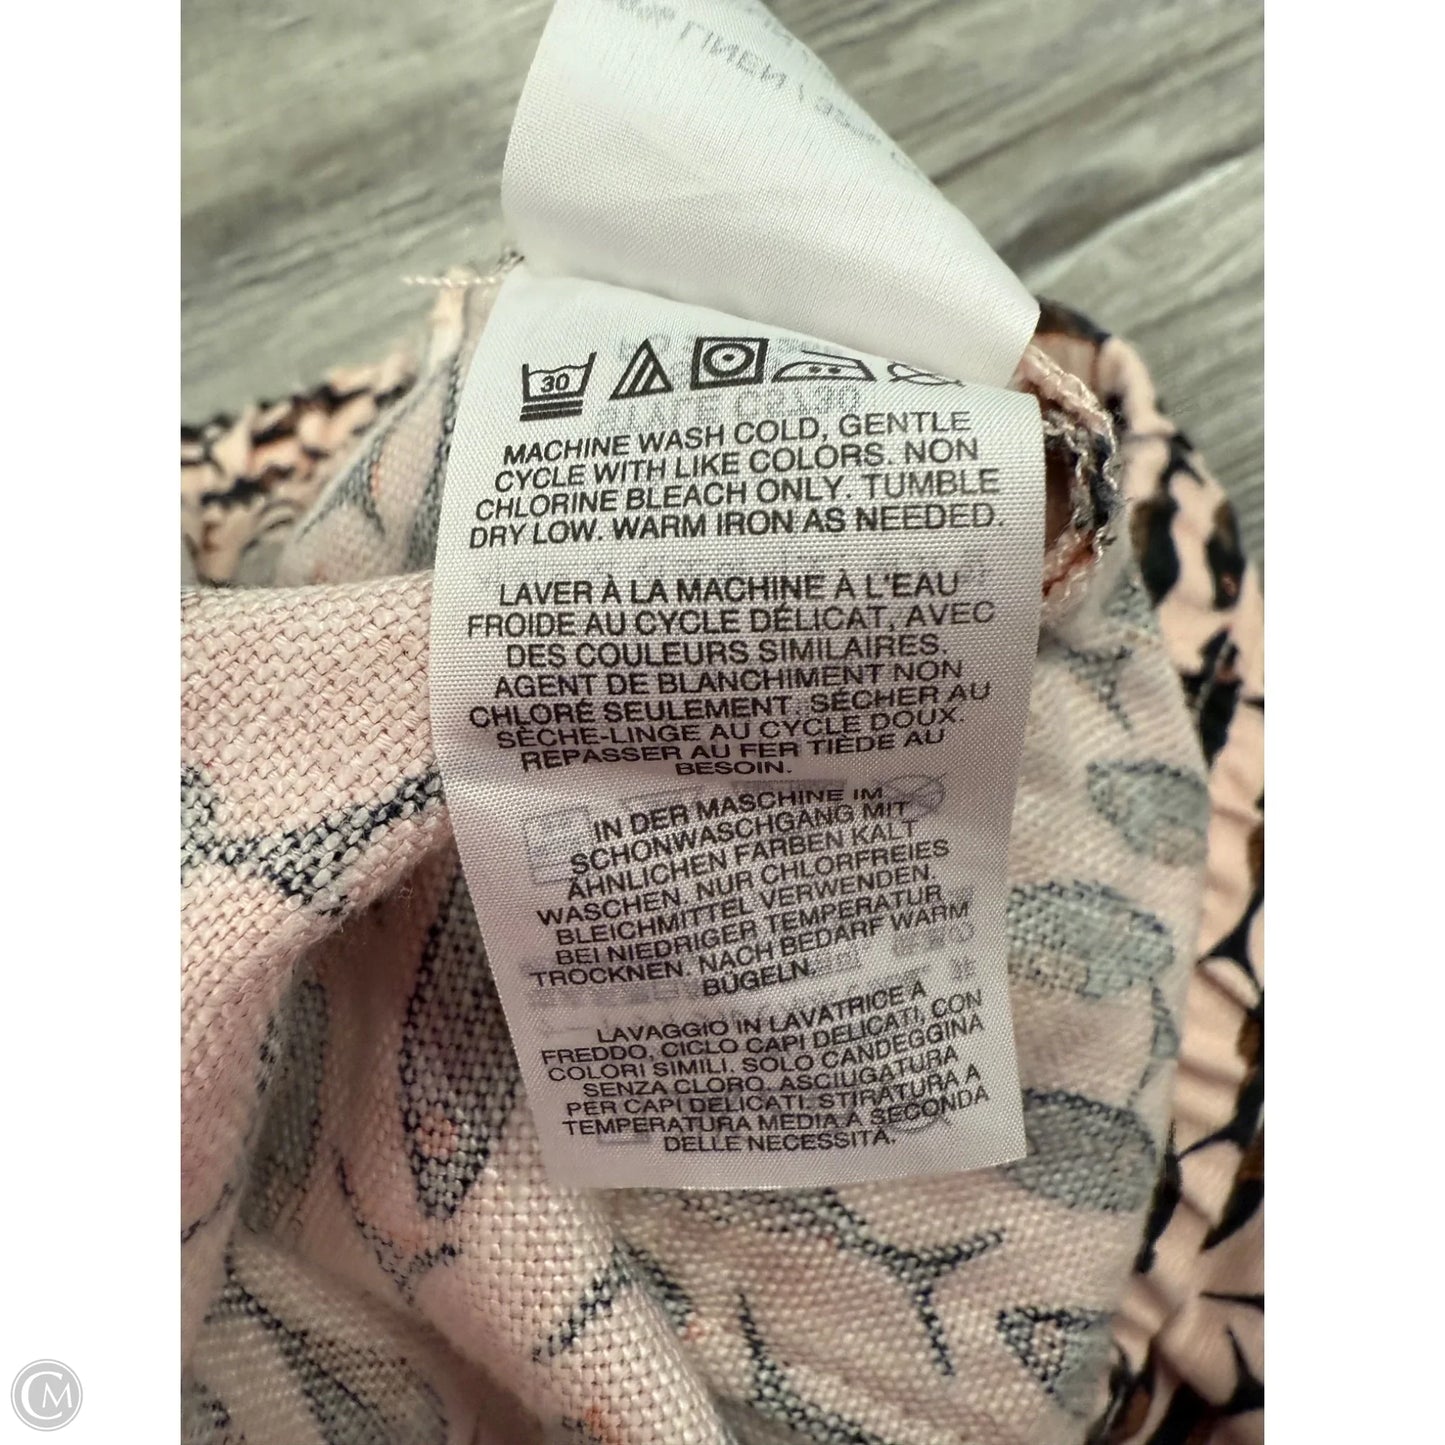 30
MACHINE WASH COLD, GENTLE
CYCLE WITH LIKE COLORS. NON
CHLORINE BLEACH ONLY. TUMBLE
DRY LOW. WARM IRON AS NEEDED.
LAVER À LA MACHINE À L'EAU
FROIDE AU CYCLE DÉLICAT, AVEC
DES COULEURS SIMILAIRES.
AGENT DE BLANCHIMENT NON
CHLORÉ SEULEMENT. SÉCHER AU
SÈCHE-LINGE AU CYCLE DOUX.
REPASSER AU FER TIÈDE AU
BESOIN.
IN DER MASCHINE IM
SCHONWASCHGANG MIT
ÄHNLICHEN FARBEN KALT
WASCHEN. NUR CHLORFREIES
BLEICHMITTEL VERWENDEN.
BEI NIEDRIGER TEMPERATUR
TROCKNEN. NACH BEDARF WARM
BÜGELN.
LAVAGGIO IN LAVATRICE A
FREDDO, CICLO CAPI DELICATI, CON
COLORI SIMILI. SOLO CANDEGGINA
SENZA CLORO. ASCIUGATURA
PER CAPI DELICATI. STIRATURA A
TEMPERATURA MEDIA A SECONDA
DELLE NECESSITÀ.
CM